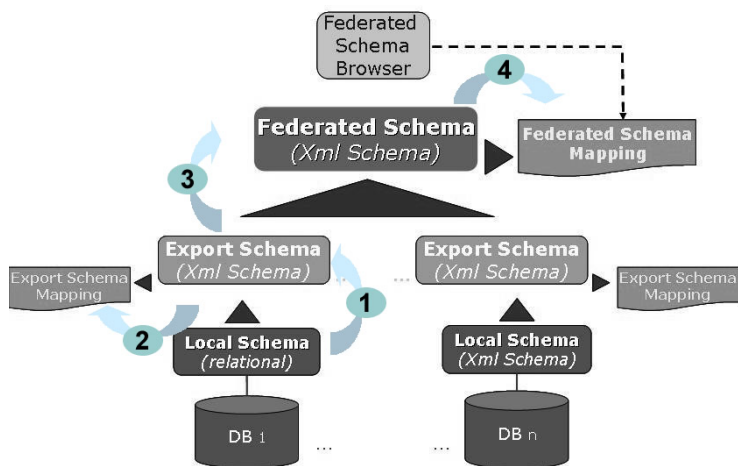 Federated
Schema
Browser
4
Federated Schema
(Xml Schema)
Federated Schema
Mapping
3
Export Schema
(Xml Schema)
... ...
Export Schema
(Xml Schema)
Export Schema
Mapping
Export Schema
Mapping
1
2
Local Schema
(relational)
Local Schema
(Xml Schema)
DB 1
DB n
... ...